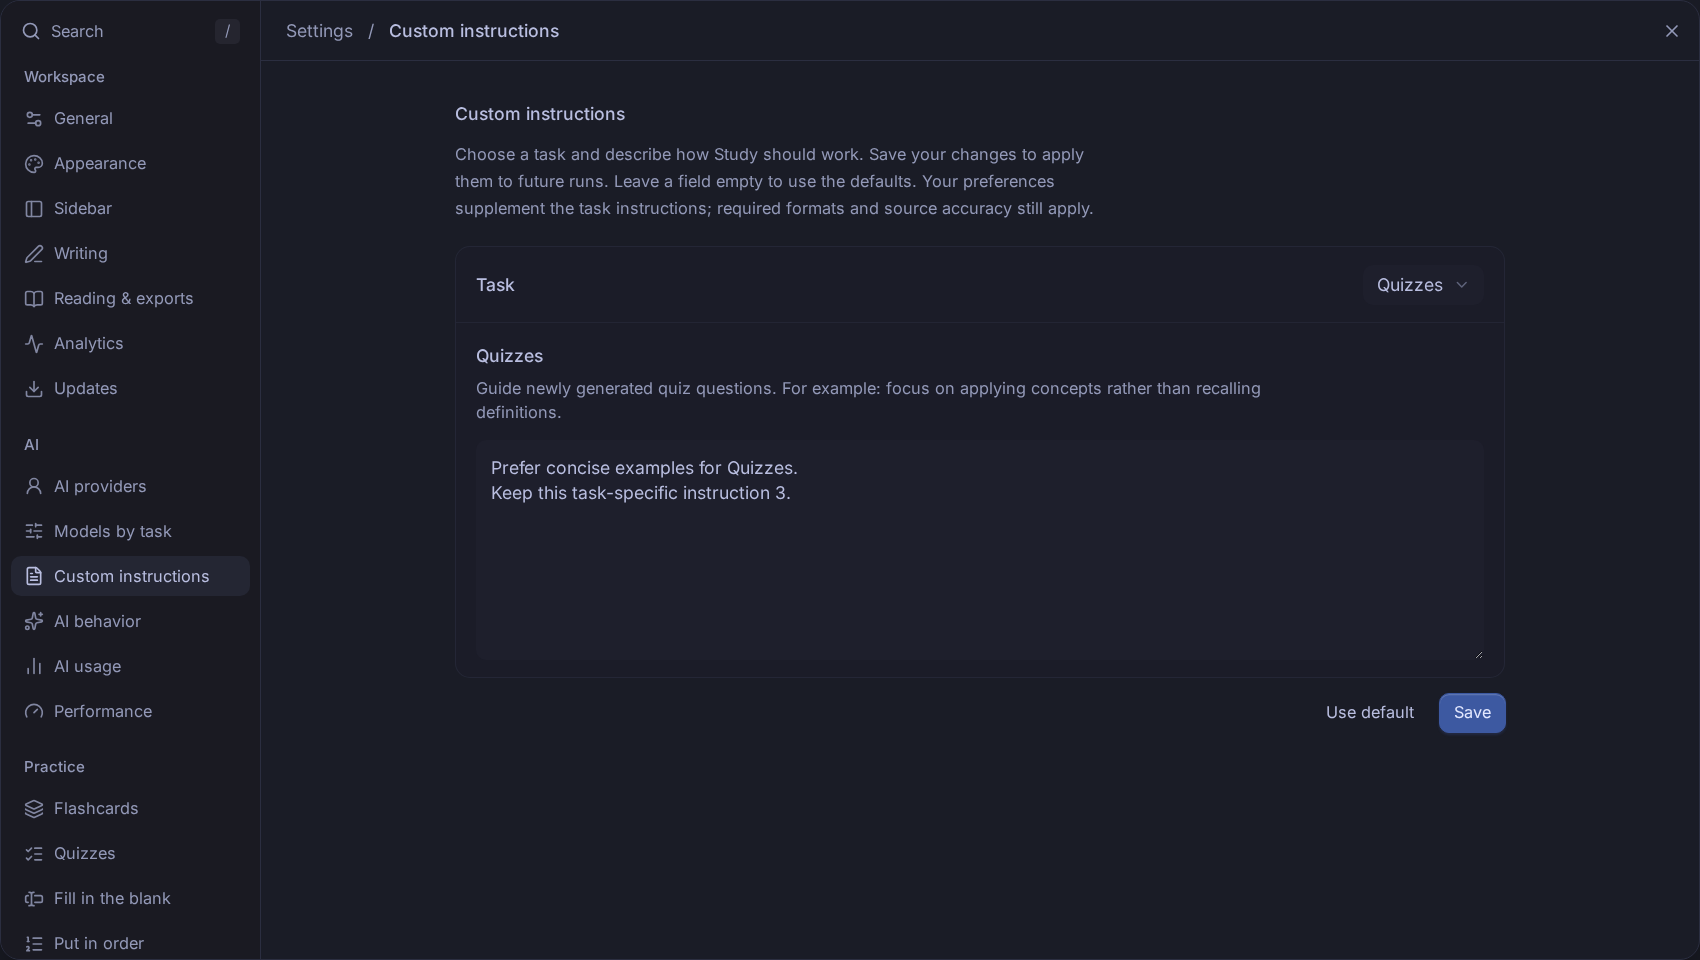 Search
/
Workspace
General
Appearance
Sidebar
Writing
Reading & exports
Analytics
Updates
AI
AI providers
Models by task
Custom instructions
AI behavior
AI usage
Performance
Practice
Flashcards
Quizzes
Fill in the blank
Put in order
Settings / Custom instructions
Custom instructions
Choose a task and describe how Study should work. Save your changes to apply
them to future runs. Leave a field empty to use the defaults. Your preferences
supplement the task instructions; required formats and source accuracy still apply.
Task
Quizzes
Quizzes
Guide newly generated quiz questions. For example: focus on applying concepts rather than recalling
definitions.
Prefer concise examples for Quizzes.
Keep this task-specific instruction 3.
Use default
Save